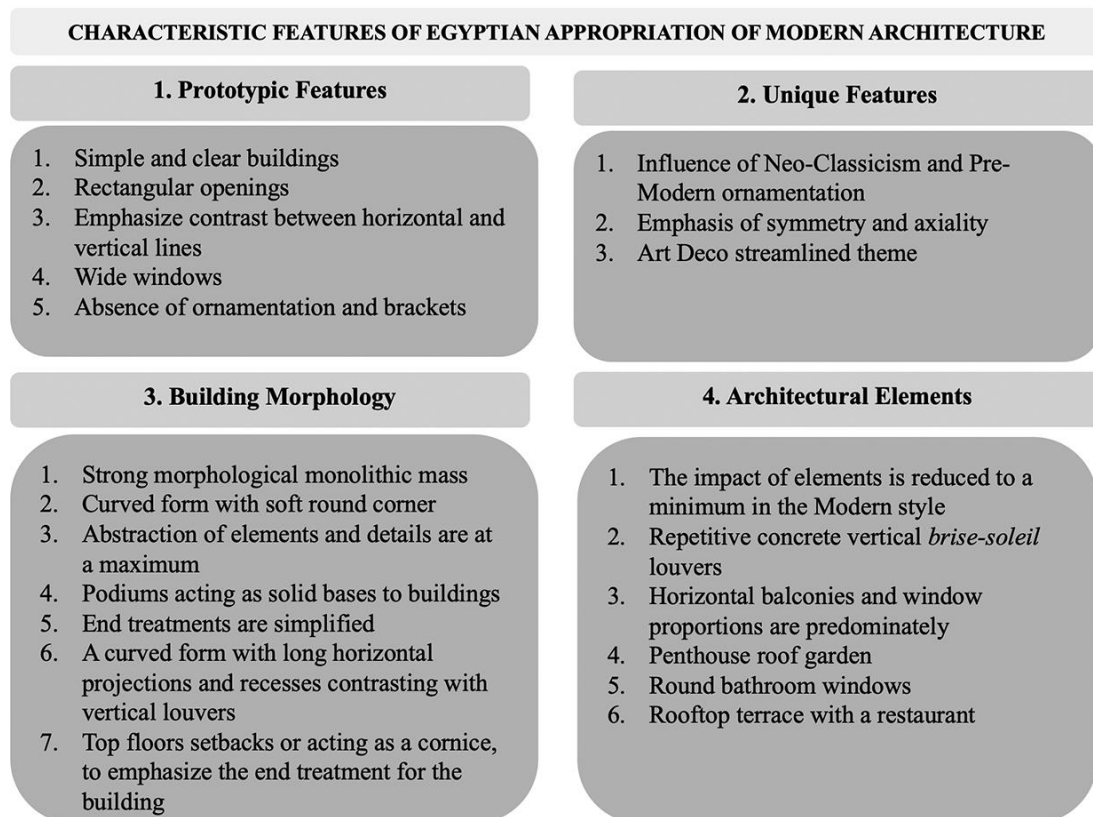 CHARACTERISTIC FEATURES OF EGYPTIAN APPROPRIATION OF MODERN ARCHITECTURE
1. Prototypic Features
1. Simple and clear buildings
2. Rectangular openings
3. Emphasize contrast between horizontal and
vertical lines
4. Wide windows
5. Absence of ornamentation and brackets
2. Unique Features
1. Influence of Neo-Classicism and Pre-
Modern ornamentation
2. Emphasis of symmetry and axiality
3. Art Deco streamlined theme
3. Building Morphology
1. Strong morphological monolithic mass
2. Curved form with soft round corner
3. Abstraction of elements and details are at
a maximum
4. Podiums acting as solid bases to buildings
5. End treatments are simplified
6. A curved form with long horizontal
projections and recesses contrasting with
vertical louvers
7. Top floors setbacks or acting as a cornice,
to emphasize the end treatment for the
building
4. Architectural Elements
1. The impact of elements is reduced to a
minimum in the Modern style
2. Repetitive concrete vertical brise-soleil
louvers
3. Horizontal balconies and window
proportions are predominately
4. Penthouse roof garden
5. Round bathroom windows
6. Rooftop terrace with a restaurant